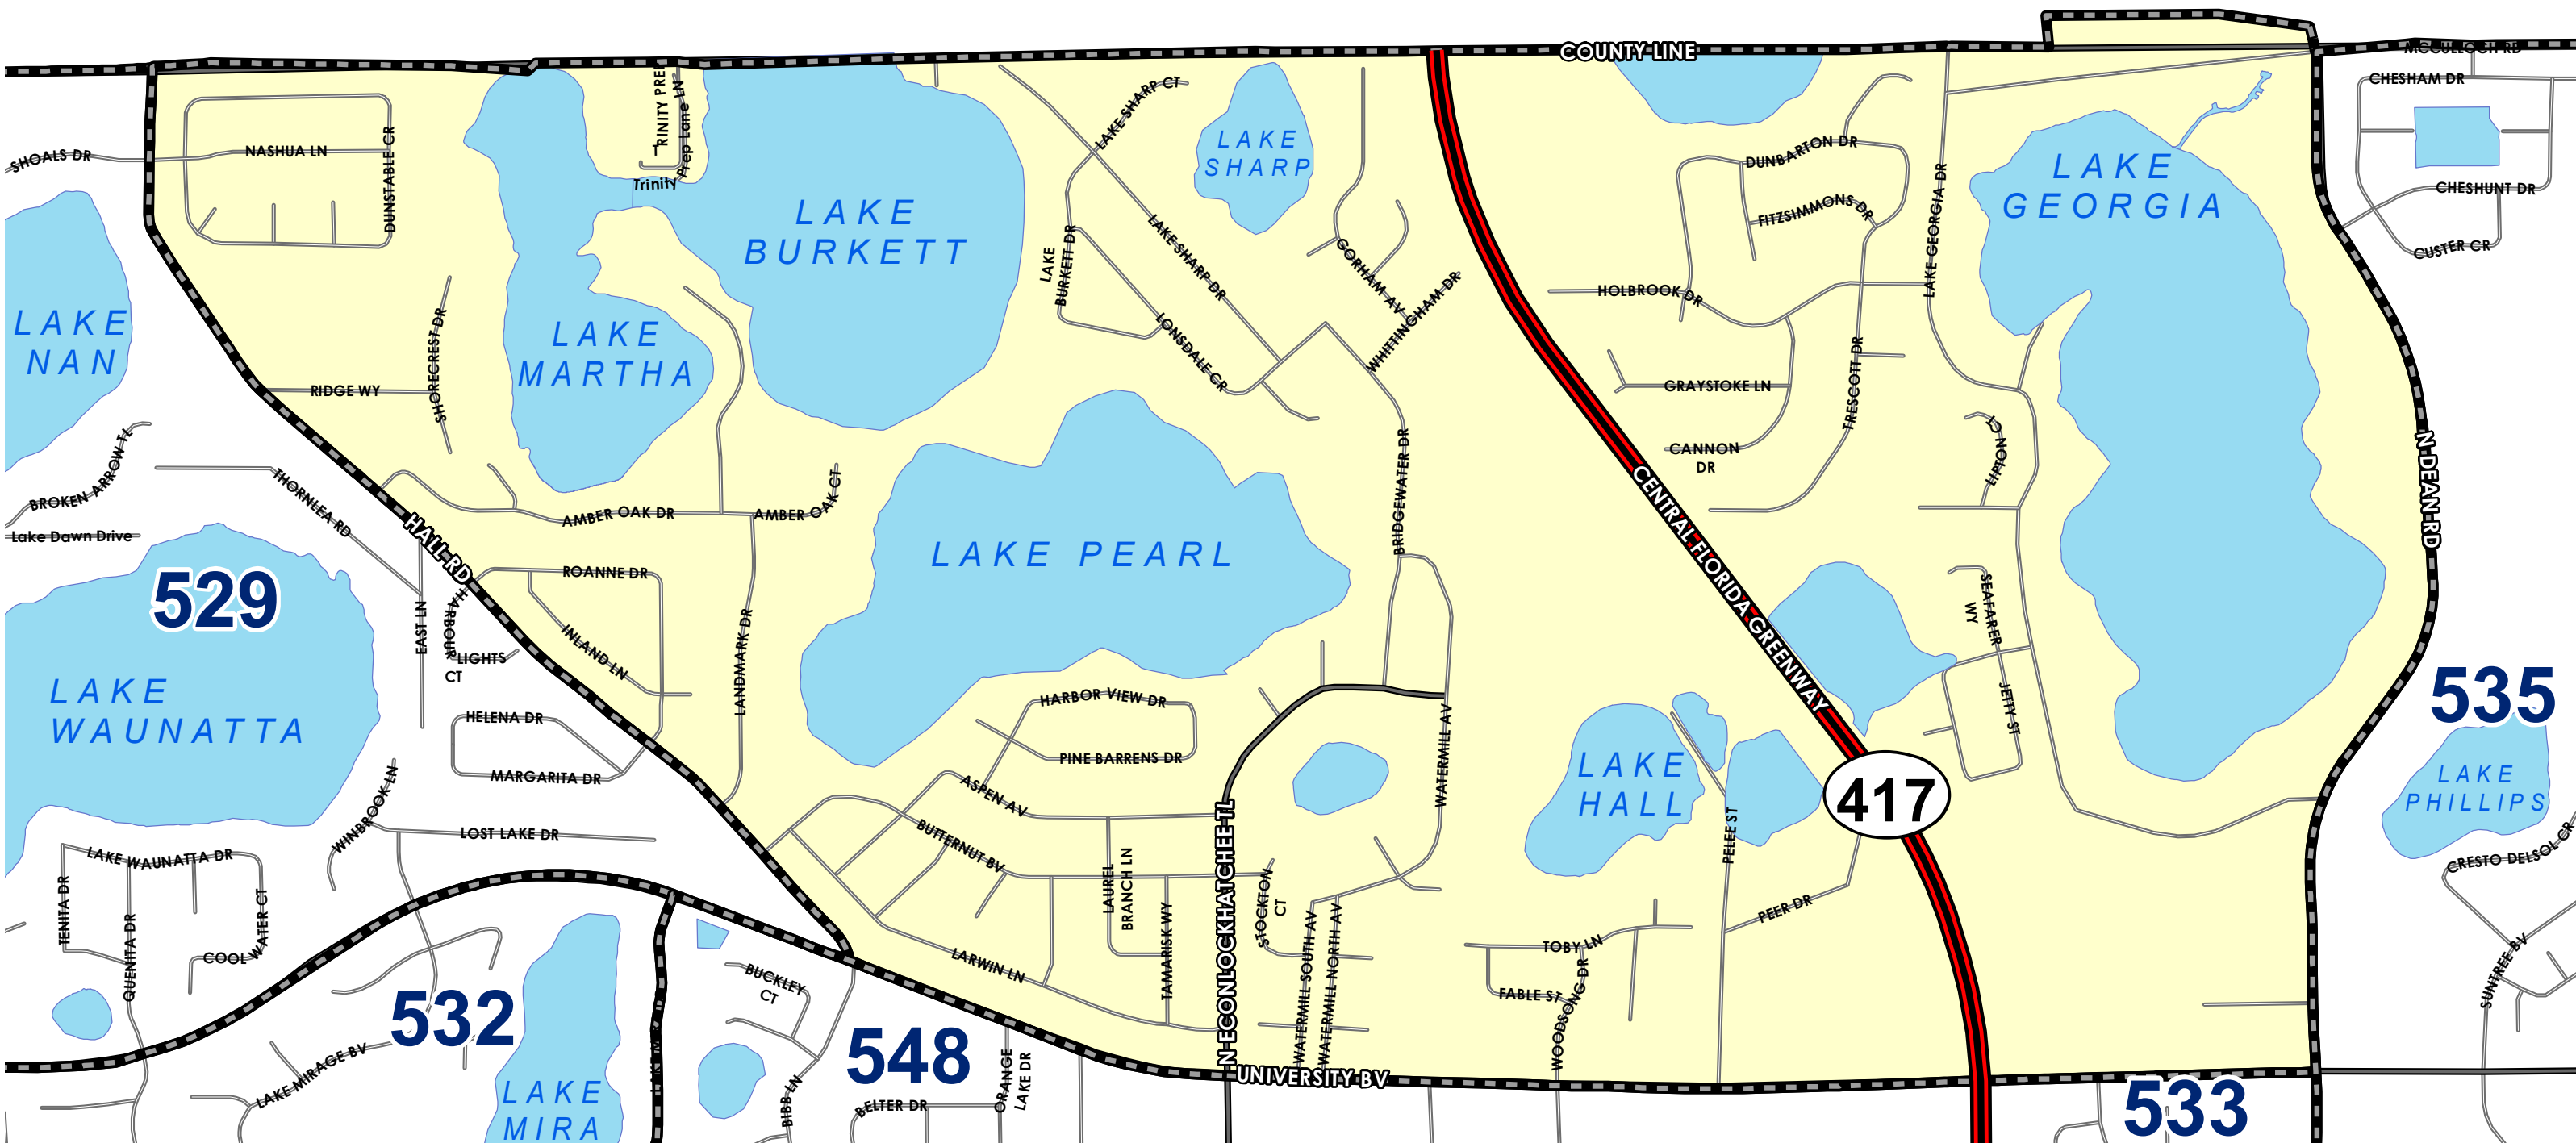 COUNTY LINE
MCCULLOCH RD
CHESHAM DR
TRINITY PREP
Trinity Prep Lane LN
LAKE SHARP CT
LAKE
SHARP
NASHUA LN
DUNSTABLE CR
SHOALS DR
DUNBARTON DR
FITZSIMMONS DR
LAKE GEORGIA DR
LAKE
GEORGIA
CHESHUNT DR
CUSTER CR
LAKE
BURKETT
LAKE
BURKETT DR
LAKE SHARP DR
GORHAM AV
WHITTINGHAM DR
HOLBROOK DR
LAKE
NAN
LAKE
MARTHA
SHORECREST DR
RIDGE WY
LONSDALE CR
GRAYSTOKE LN
TRESCOTT DR
CANNON
DR
LIPTON CT
BROKEN ARROW TL
THORNLEA RD
Lake Dawn Drive
HALL RD
AMBER OAK DR
AMBER OAK CT
BRIDGEWATER DR
CENTRAL FLORIDA GREENWAY
N DEAN RD
LAKE PEARL
529
ROANNE DR
HARBOUR
LIGHTS
CT
EAST LN
INLAND LN
LANDMARK DR
SEAFARER
WY
JETTY ST
535
LAKE
WAUNATTA
HELENA DR
MARGARITA DR
HARBOR VIEW DR
PINE BARRENS DR
WATERMILL AV
LAKE
HALL
417
LAKE
PHILLIPS
WINBROOK LN
LOST LAKE DR
ASPEN AV
BUTTERNUT BV
PELEE ST
CRESTO DELSOL CR
LAKE WAUNATTA DR
TENITA DR
QUENITA DR
COOL WATER CT
LAUREL
BRANCH LN
TAMARISK WY
N ECONLOCKHATCHEE TL
STOCKTON
CT
WATERMILL SOUTH AV
WATERMILL NORTH AV
PEER DR
TOBY LN
FABLE ST
WOODSONG DR
SUNTREE BV
LARWIN LN
BUCKLEY
CT
532
548
LAKE MIRAGE BV
LAKE
MIRA
BIBB LN
BELTER DR
ORANGE
LAKE DR
UNIVERSITY BV
533